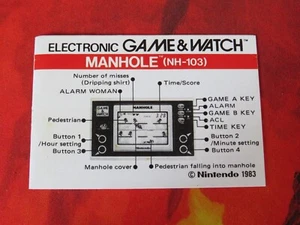 ELECTRONIC GAME & WATCH™
MANHOLE™ (NH-103)
Number of misses
(Dripping shirt)
Time/Score
ALARM WOMAN
MANHOLE
GAME A KEY
ALARM
GAME B KEY
ACL
TIME KEY
Pedestrian
Button 1
/Hour setting
Button 3
Button 2
/Minute setting
Button 4
Manhole cover
Pedestrian falling into manhole
© Nintendo 1983